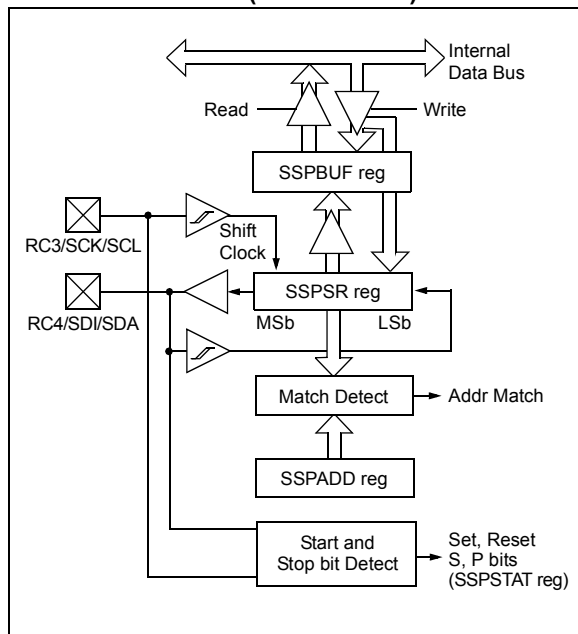 Internal
Data Bus
Read
Write
SSPBUF reg
RC3/SCK/SCL
Shift
Clock
SSPSR reg
RC4/SDI/SDA
MSb
LSb
Match Detect
Addr Match
SSPADD reg
Start and
Stop bit Detect
Set, Reset
S, P bits
(SSPSTAT reg)